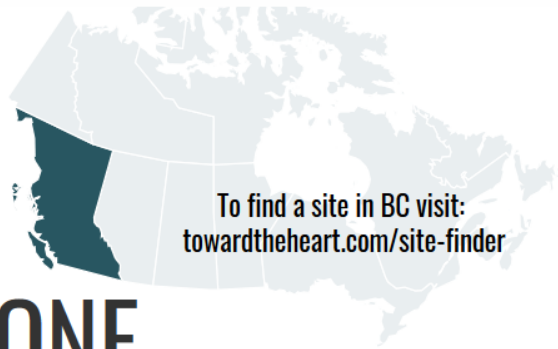 To find a site in BC visit:
towardtheheart.com/site-finder
ONE